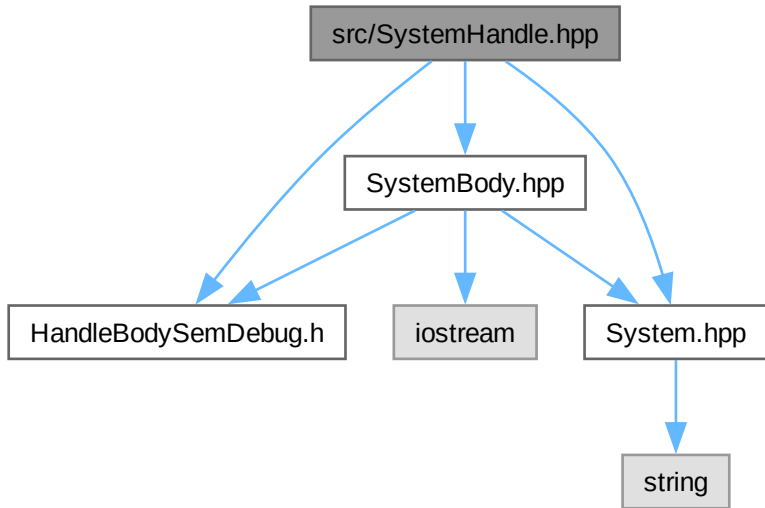 src/SystemHandle.hpp
SystemBody.hpp
HandleBodySemDebug.h
iostream
System.hpp
string